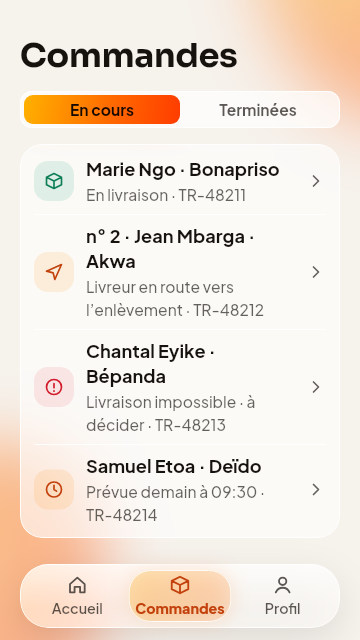 Commandes
En cours
Terminées
Marie Ngo · Bonapriso
En livraison · TR-48211
n° 2 · Jean Mbarga ·
Akwa
Livreur en route vers
l’enlèvement · TR-48212
Chantal Eyike ·
Bépanda
Livraison impossible · à
décider · TR-48213
Samuel Etoa · Deïdo
Prévue demain à 09:30 ·
TR-48214
Accueil
Commandes
Profil